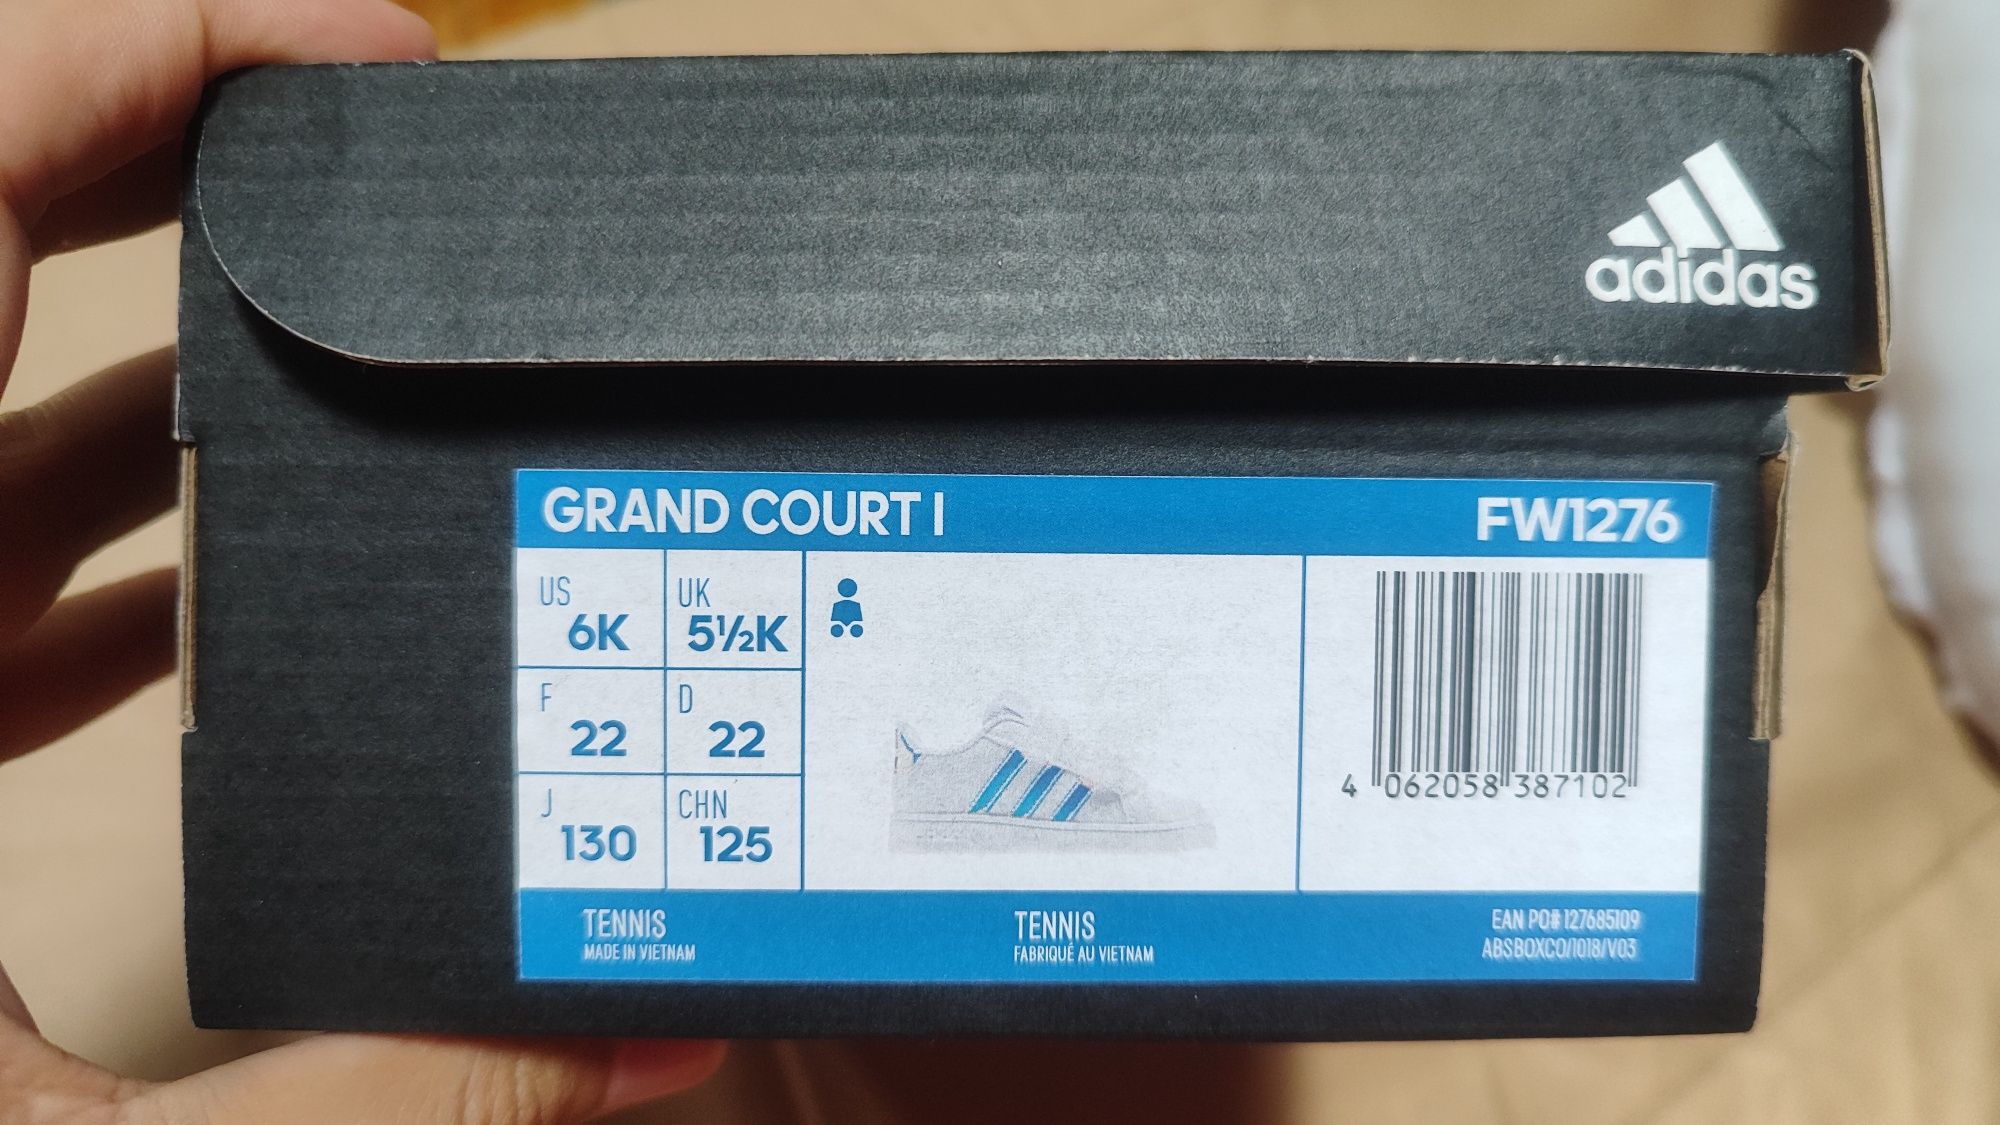 adidas
GRAND COURT I
FW1276
US
6K
UK
5½K
F
22
D
22
J
130
CHN
125
4 062058 387102
TENNIS
MADE IN VIETNAM
TENNIS
FABRIQUÉ AU VIETNAM
EAN PO# 127685109
ABSBOXCO/1018/V03